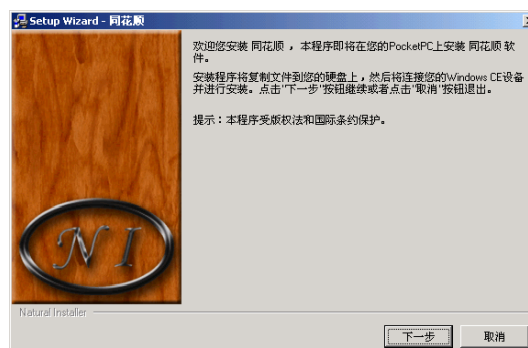 Setup Wizard - 同花顺
欢迎您安装 同花顺 ， 本程序即将在您的PocketPC上安装 同花顺 软
件。
安装程序将复制文件到您的硬盘上，然后将连接您的Windows CE设备
并进行安装。点击"下一步"按钮继续或者点击"取消"按钮退出。
提示：本程序受版权法和国际条约保护。
NI
Natural Installer
下一步
取消